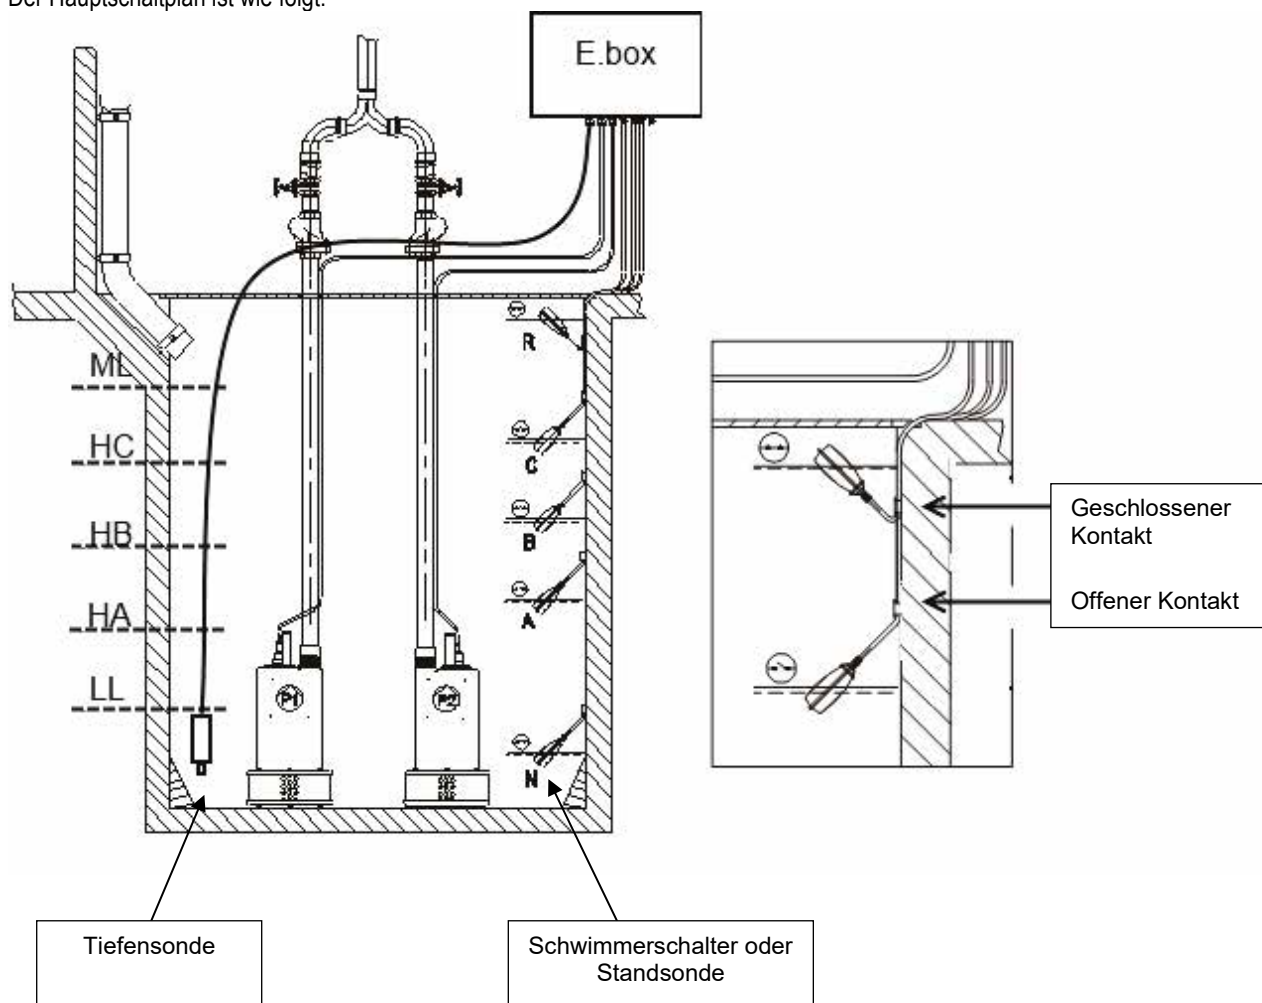 Der Hauptschaltplan ist wie folgt:
E.box
ML
HC
HB
HA
LL
R
C
B
A
N
P1
P2
Geschlossener
Kontakt
Offener Kontakt
Tiefensonde
Schwimmerschalter oder
Standsonde